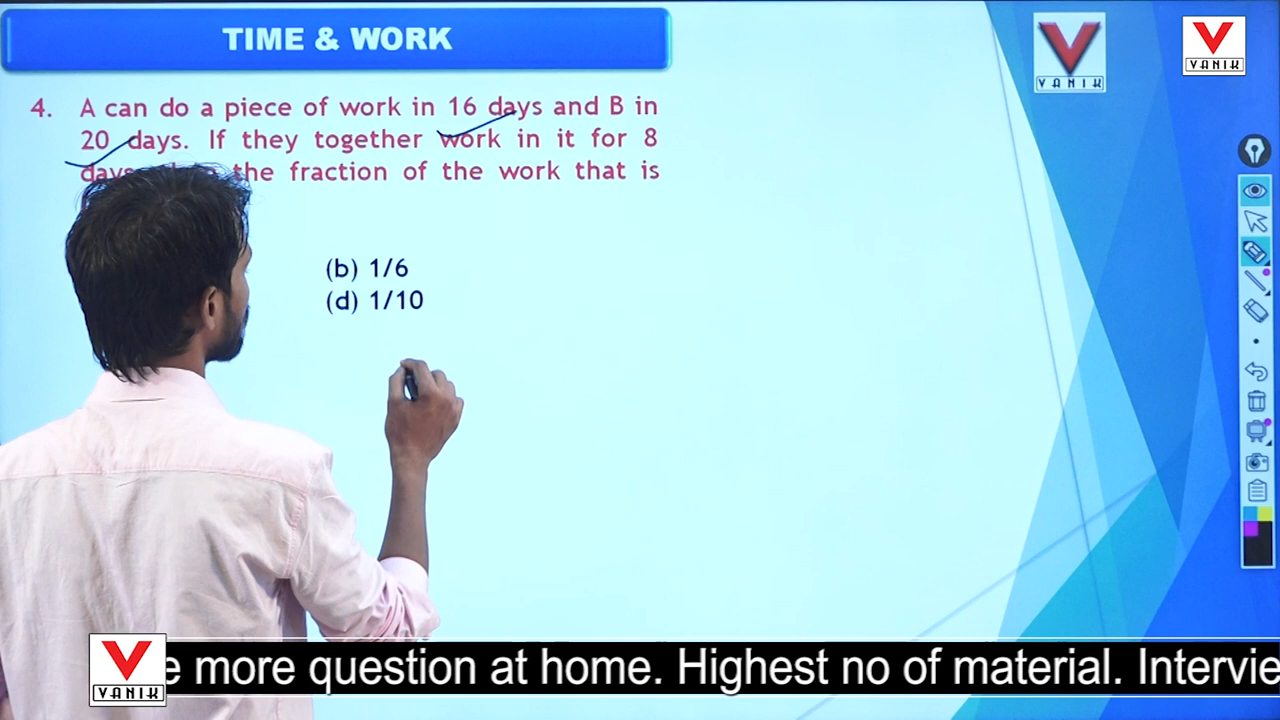 TIME & WORK
VANIK
VANIK
4. A can do a piece of work in 16 days and B in
20 days. If they together work in it for 8
the fraction of the work that is
(b) 1/6
(d) 1/10
more question at home. Highest no of material.
VANIK